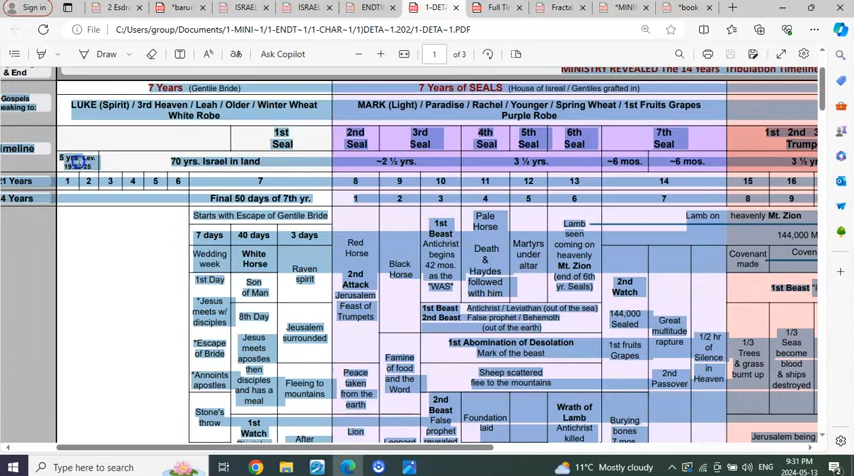 Sign in
2 Esdr
*baruc
ISRAEL
ISRAEL
ENDTI
1-DETA
Full Tir
Fractal
*MINIS
*book
File
C:/Users/group/Documents/1-MINI~1/1-ENDT~1/1-CHAR~1/1)DETA~1.202/1-DETA~1.PDF
Draw
Ask Copilot
1 of 3
MINISTRY REVEALED The 14 Years Tribulation Timeline
& End
7 Years (Gentile Bride)
7 Years of SEALS (House of Isreal / Gentiles grafted in)
Gospels
speaking to:
LUKE (Spirit) / 3rd Heaven / Leah / Older / Winter Wheat
White Robe
MARK (Light) / Paradise / Rachel / Younger / Spring Wheat / 1st Fruits Grapes
Purple Robe
1st
Seal
2nd
Seal
3rd
Seal
4th
Seal
5th
Seal
6th
Seal
7th
Seal
1st 2nd 3
Trump
imeline
5 yrs Lev.
70 yrs. Israel in land
~2 ½ yrs.
3 ½ yrs.
~6 mos.
~6 mos.
3 ½
21 Years
1 2 3 4 5 6 7 8 9 10 11 12 13 14 15 16
4 Years
Final 50 days of 7th yr.
1 2 3 4 5 6 7 8 9
Starts with Escape of Gentile Bride
7 days
40 days
3 days
Wedding
week
White
Horse
Raven
spirit
1st Day
Son
of Man
*Jesus
meets w/
disciples
8th Day
Jeusalem
surrounded
*Escape
of Bride
Jesus
meets
apostles
then
disciples
and has a
meal
*Annoints
apostles
Fleeing to
mountains
Stone's
throw
1st
Watch
After
Red
Horse
2nd
Attack
Jerusalem
Feast of
Trumpets
Black
Horse
1st
Beast
Antichrist
begins
42 mos.
as the
"WAS"
Pale
Horse
Death
&
Haydes
followed
with him
Martyrs
under
altar
Lamb
seen
coming on
heavenly
Mt. Zion
(end of 6th
yr. Seals)
Lamb on heavenly Mt. Zion
144,000 M
Covenant
made
Cove
1st Beast
2nd
Watch
144,000
Sealed
1st fruits
Grapes
Great
multitude
rapture
2nd
Passover
1/2 hr
of
Silence
in
Heaven
1/3
Trees
& grass
burnt up
1/3
Seas
become
blood
& ships
destroyed
1st Beast Antichrist / Leviathan (out of the sea)
2nd Beast False prophet / Behemoth
(out of the earth)
1st Abomination of Desolation
Mark of the beast
Sheep scattered
flee to the mountains
Peace
taken
from the
earth
Famine
of food
and the
Word
Lion
2nd
Beast
False
prophet
revealed
Foundation
laid
Wrath of
Lamb
Antichrist
killed
Burying
bones
7 mos.
Jerusalem being
Type here to search
11°C Mostly cloudy
ENG
9:31 PM
2024-05-13